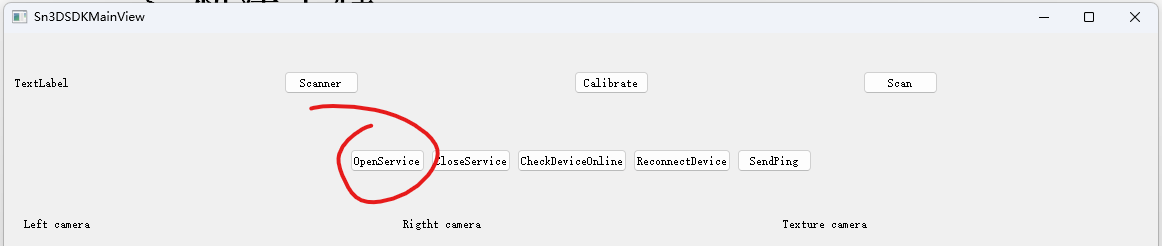 Sn3DSDKMainView
TextLabel Scanner Calibrate Scan
OpenService CloseService CheckDeviceOnline ReconnectDevice SendPing
Left camera Rigtht camera Texture camera